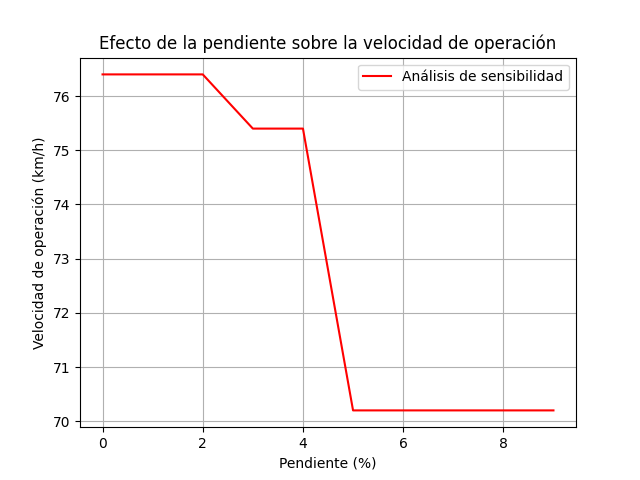 Efecto de la pendiente sobre la velocidad de operación
Análisis de sensibilidad
Velocidad de operación (km/h)
76
75
74
73
72
71
70
0 2 4 6 8
Pendiente (%)